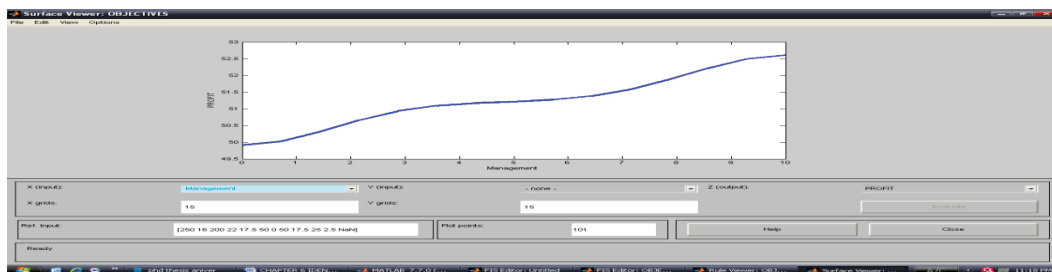 Surface Viewer: OBJECTIVES
File Edit View Options
53
52.5
52
51.5
51
50.5
50
49.5
PROFIT
0 1 2 3 4 5 6 7 8 9 10
Management
X (input): Management Y (input): - none - Z (output): PROFIT
X grids: 15 Y grids: 15 Evaluate
Ref. Input: [250 16 200 22 17.5 50 0 50 17.5 25 2.5 NaN] Plot points: 101 Help Close
Ready
phd thesis aniver CHAPTER 6 IDEN... MATLAB 7.7.0 (... FIS Editor: Untitled FIS Editor: OBJE... Rule Viewer: OBJ... Surface Viewer: ... 11:18 PM